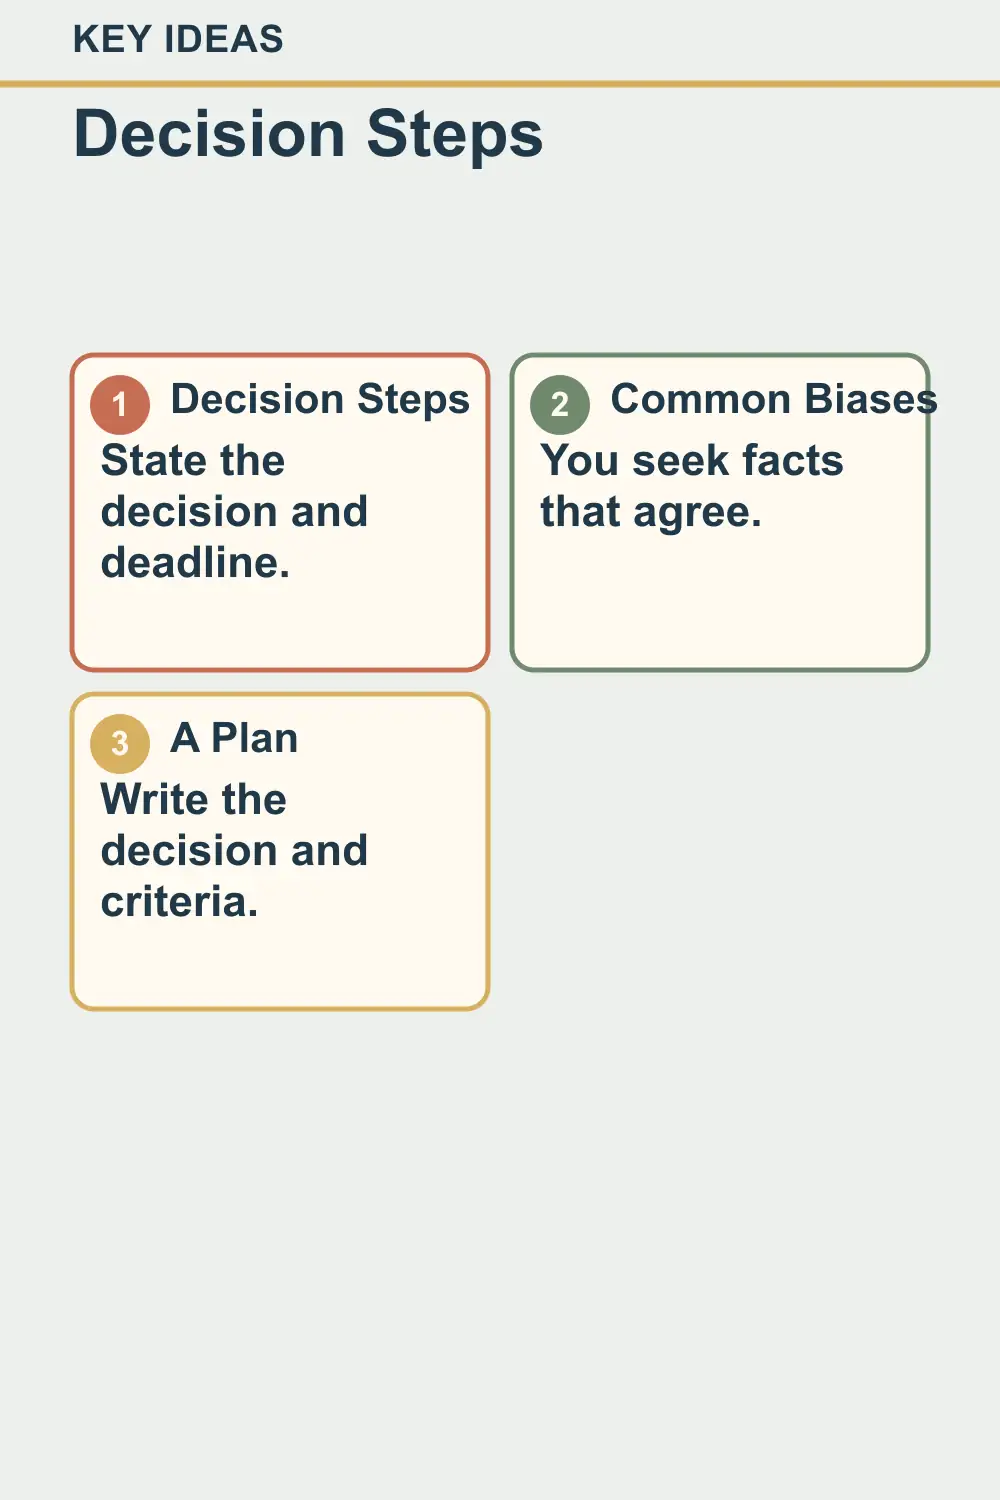 KEY IDEAS
Decision Steps
1 Decision Steps
State the
decision and
deadline.
2 Common Biases
You seek facts
that agree.
3 A Plan
Write the
decision and
criteria.